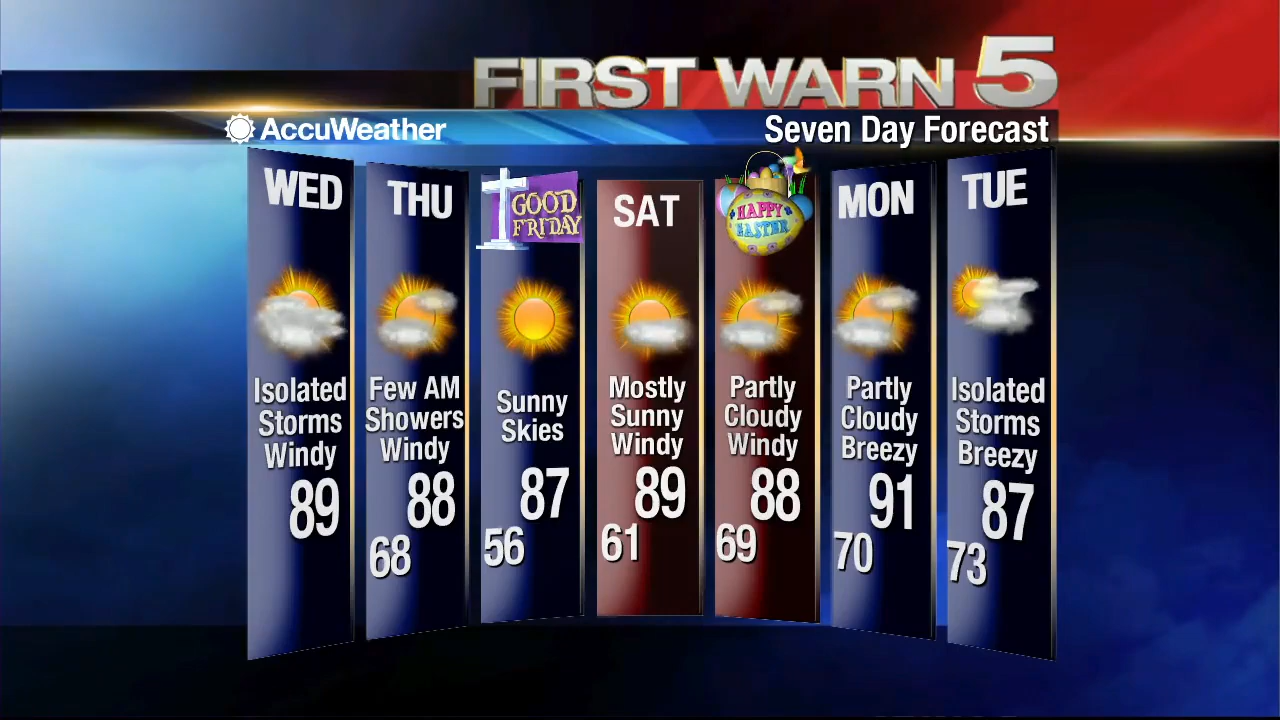 FIRST WARN 5
AccuWeather
Seven Day Forecast
WED
Isolated
Storms
Windy
89
THU
Few AM
Showers
Windy
88
68
GOOD
FRIDAY
Sunny
Skies
87
56
SAT
Mostly
Sunny
Windy
89
61
HAPPY
EASTER
Partly
Cloudy
Windy
88
69
MON
Partly
Cloudy
Breezy
91
70
TUE
Isolated
Storms
Breezy
87
73